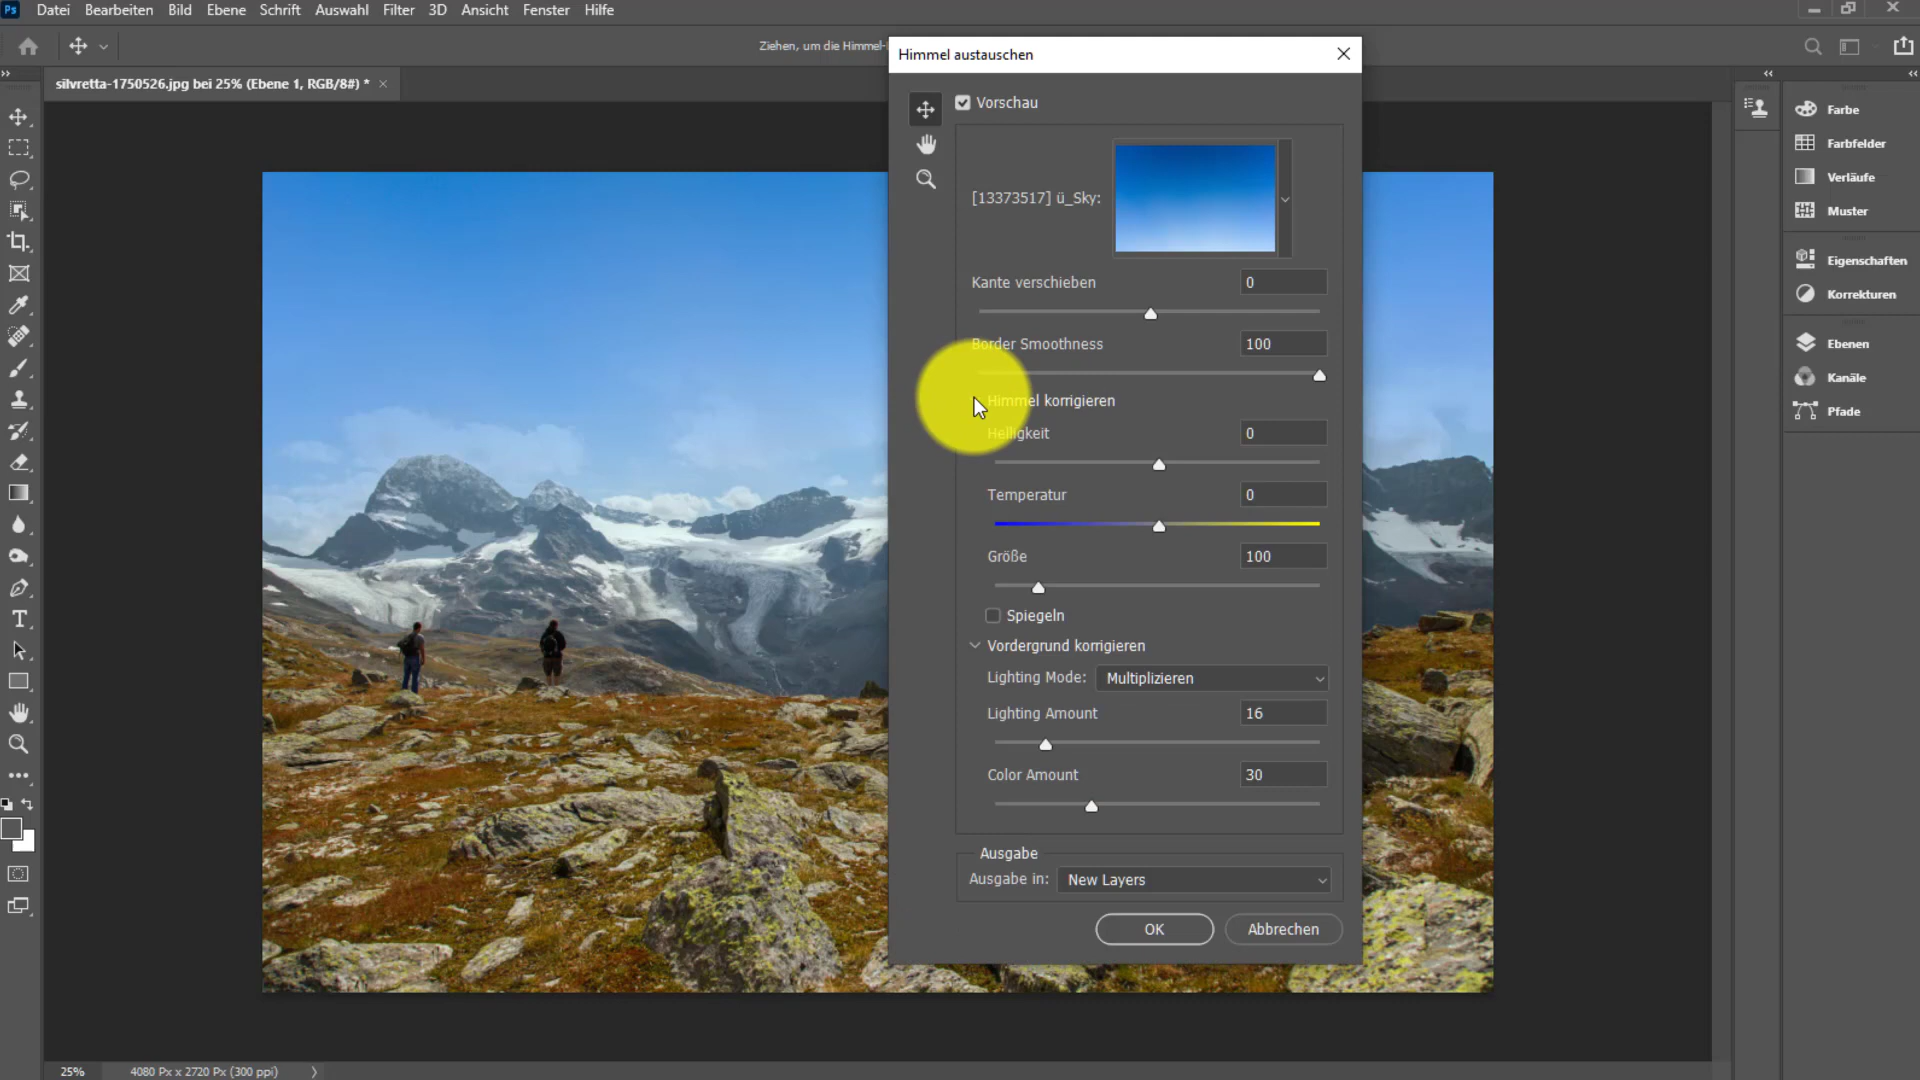 Ps Datei Bearbeiten Bild Ebene Schrift Auswahl Filter 3D Ansicht Fenster Hilfe
Ziehen, um die Himmel-
silvretta-1750526.jpg bei 25% (Ebene 1, RGB/8#) *
Himmel austauschen
Vorschau
[13373517] ü_Sky:
Kante verschieben 0
Border Smoothness 100
Himmel korrigieren
Helligkeit 0
Temperatur 0
Größe 100
Spiegeln
Vordergrund korrigieren
Lighting Mode: Multiplizieren
Lighting Amount 16
Color Amount 30
Ausgabe
Ausgabe in: New Layers
OK Abbrechen
Farbe
Farbfelder
Verläufe
Muster
Eigenschaften
Korrekturen
Ebenen
Kanäle
Pfade
25% 4080 Px x 2720 Px (300 ppi)